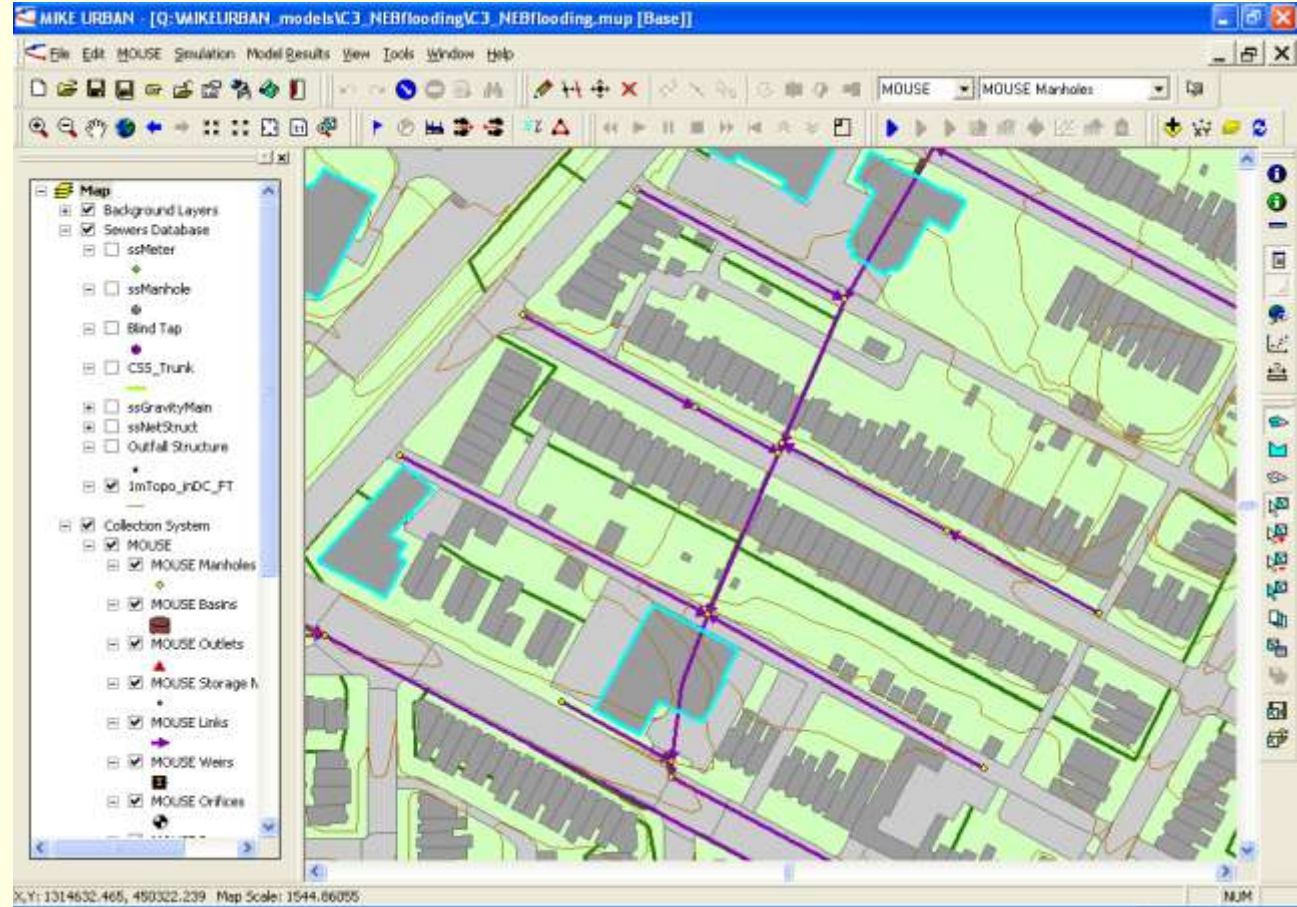 MIKE URBAN - [Q:\MIKEURBAN_models\C3_NEBflooding\C3_NEBflooding.mup [Base]]
File Edit MOUSE Simulation Model Results View Tools Window Help
MOUSE MOUSE Manholes
Map
Background Layers
Sewers Database
ssMeter
ssManhole
Blind Tap
CSS_Trunk
ssGravityMain
ssNetStruct
Outfall Structure
1mTopo_inDC_FT
Collection System
MOUSE
MOUSE Manholes
MOUSE Basins
MOUSE Outlets
MOUSE Storage N
MOUSE Links
MOUSE Weirs
MOUSE Orifices
X,Y: 1314632.465, 450322.239 Map Scale: 1544.86055
NUM